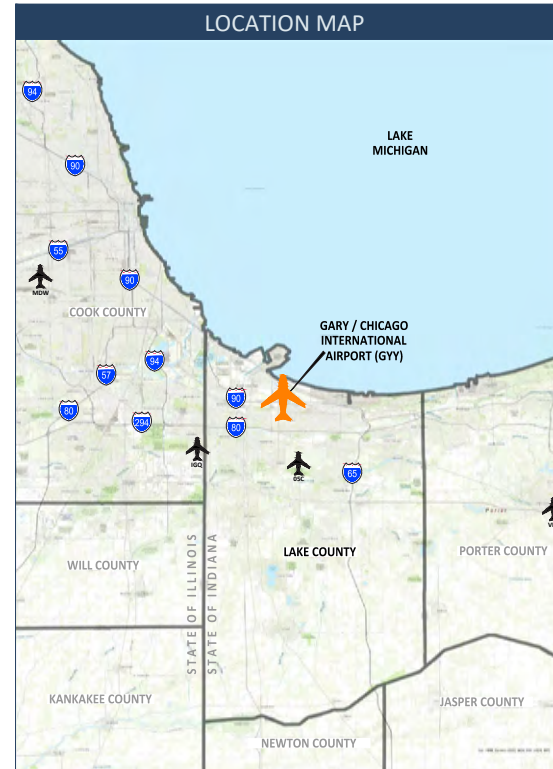 LOCATION MAP
94
LAKE
MICHIGAN
90
55
MDW
90
COOK COUNTY
GARY / CHICAGO
INTERNATIONAL
AIRPORT (GYY)
94
57
90
80
294
80
IGQ
05C
65
STATE OF ILLINOIS
STATE OF INDIANA
WILL COUNTY
LAKE COUNTY
PORTER COUNTY
KANKAKEE COUNTY
JASPER COUNTY
NEWTON COUNTY